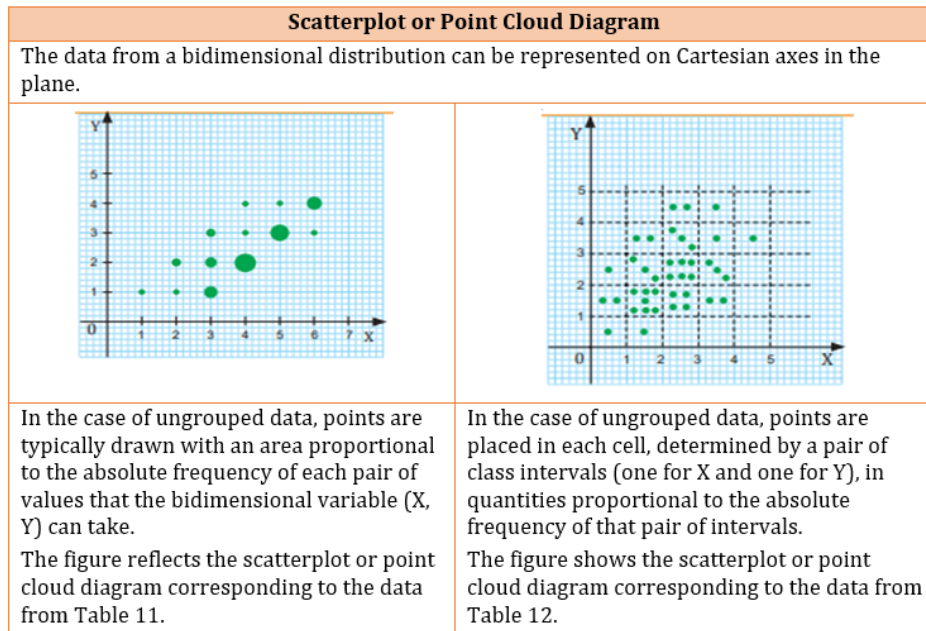 Scatterplot or Point Cloud Diagram
The data from a bidimensional distribution can be represented on Cartesian axes in the
plane.
Y
5
4
3
2
1
0
1 2 3 4 5 6 7 X
Y
5
4
3
2
1
0 1 2 3 4 5 X
In the case of ungrouped data, points are
typically drawn with an area proportional
to the absolute frequency of each pair of
values that the bidimensional variable (X,
Y) can take.
The figure reflects the scatterplot or point
cloud diagram corresponding to the data
from Table 11.
In the case of ungrouped data, points are
placed in each cell, determined by a pair of
class intervals (one for X and one for Y), in
quantities proportional to the absolute
frequency of that pair of intervals.
The figure shows the scatterplot or point
cloud diagram corresponding to the data from
Table 12.